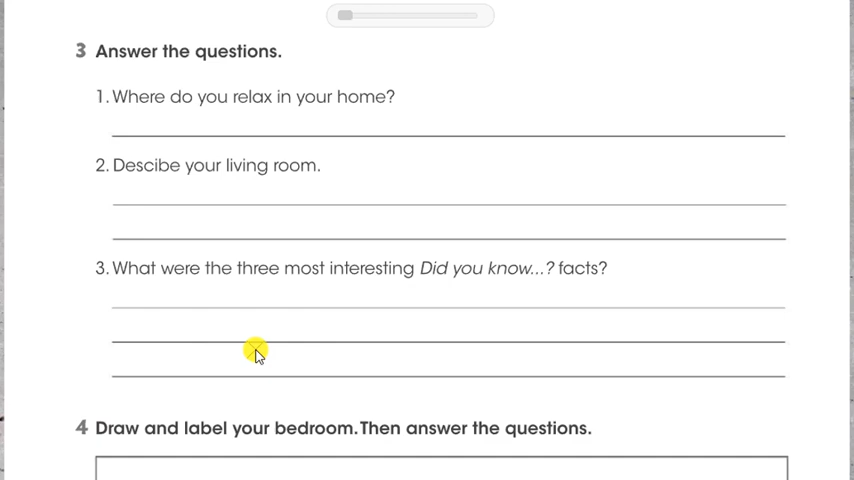 3 Answer the questions.
1. Where do you relax in your home?
2. Descibe your living room.
3. What were the three most interesting Did you know...? facts?
4 Draw and label your bedroom. Then answer the questions.